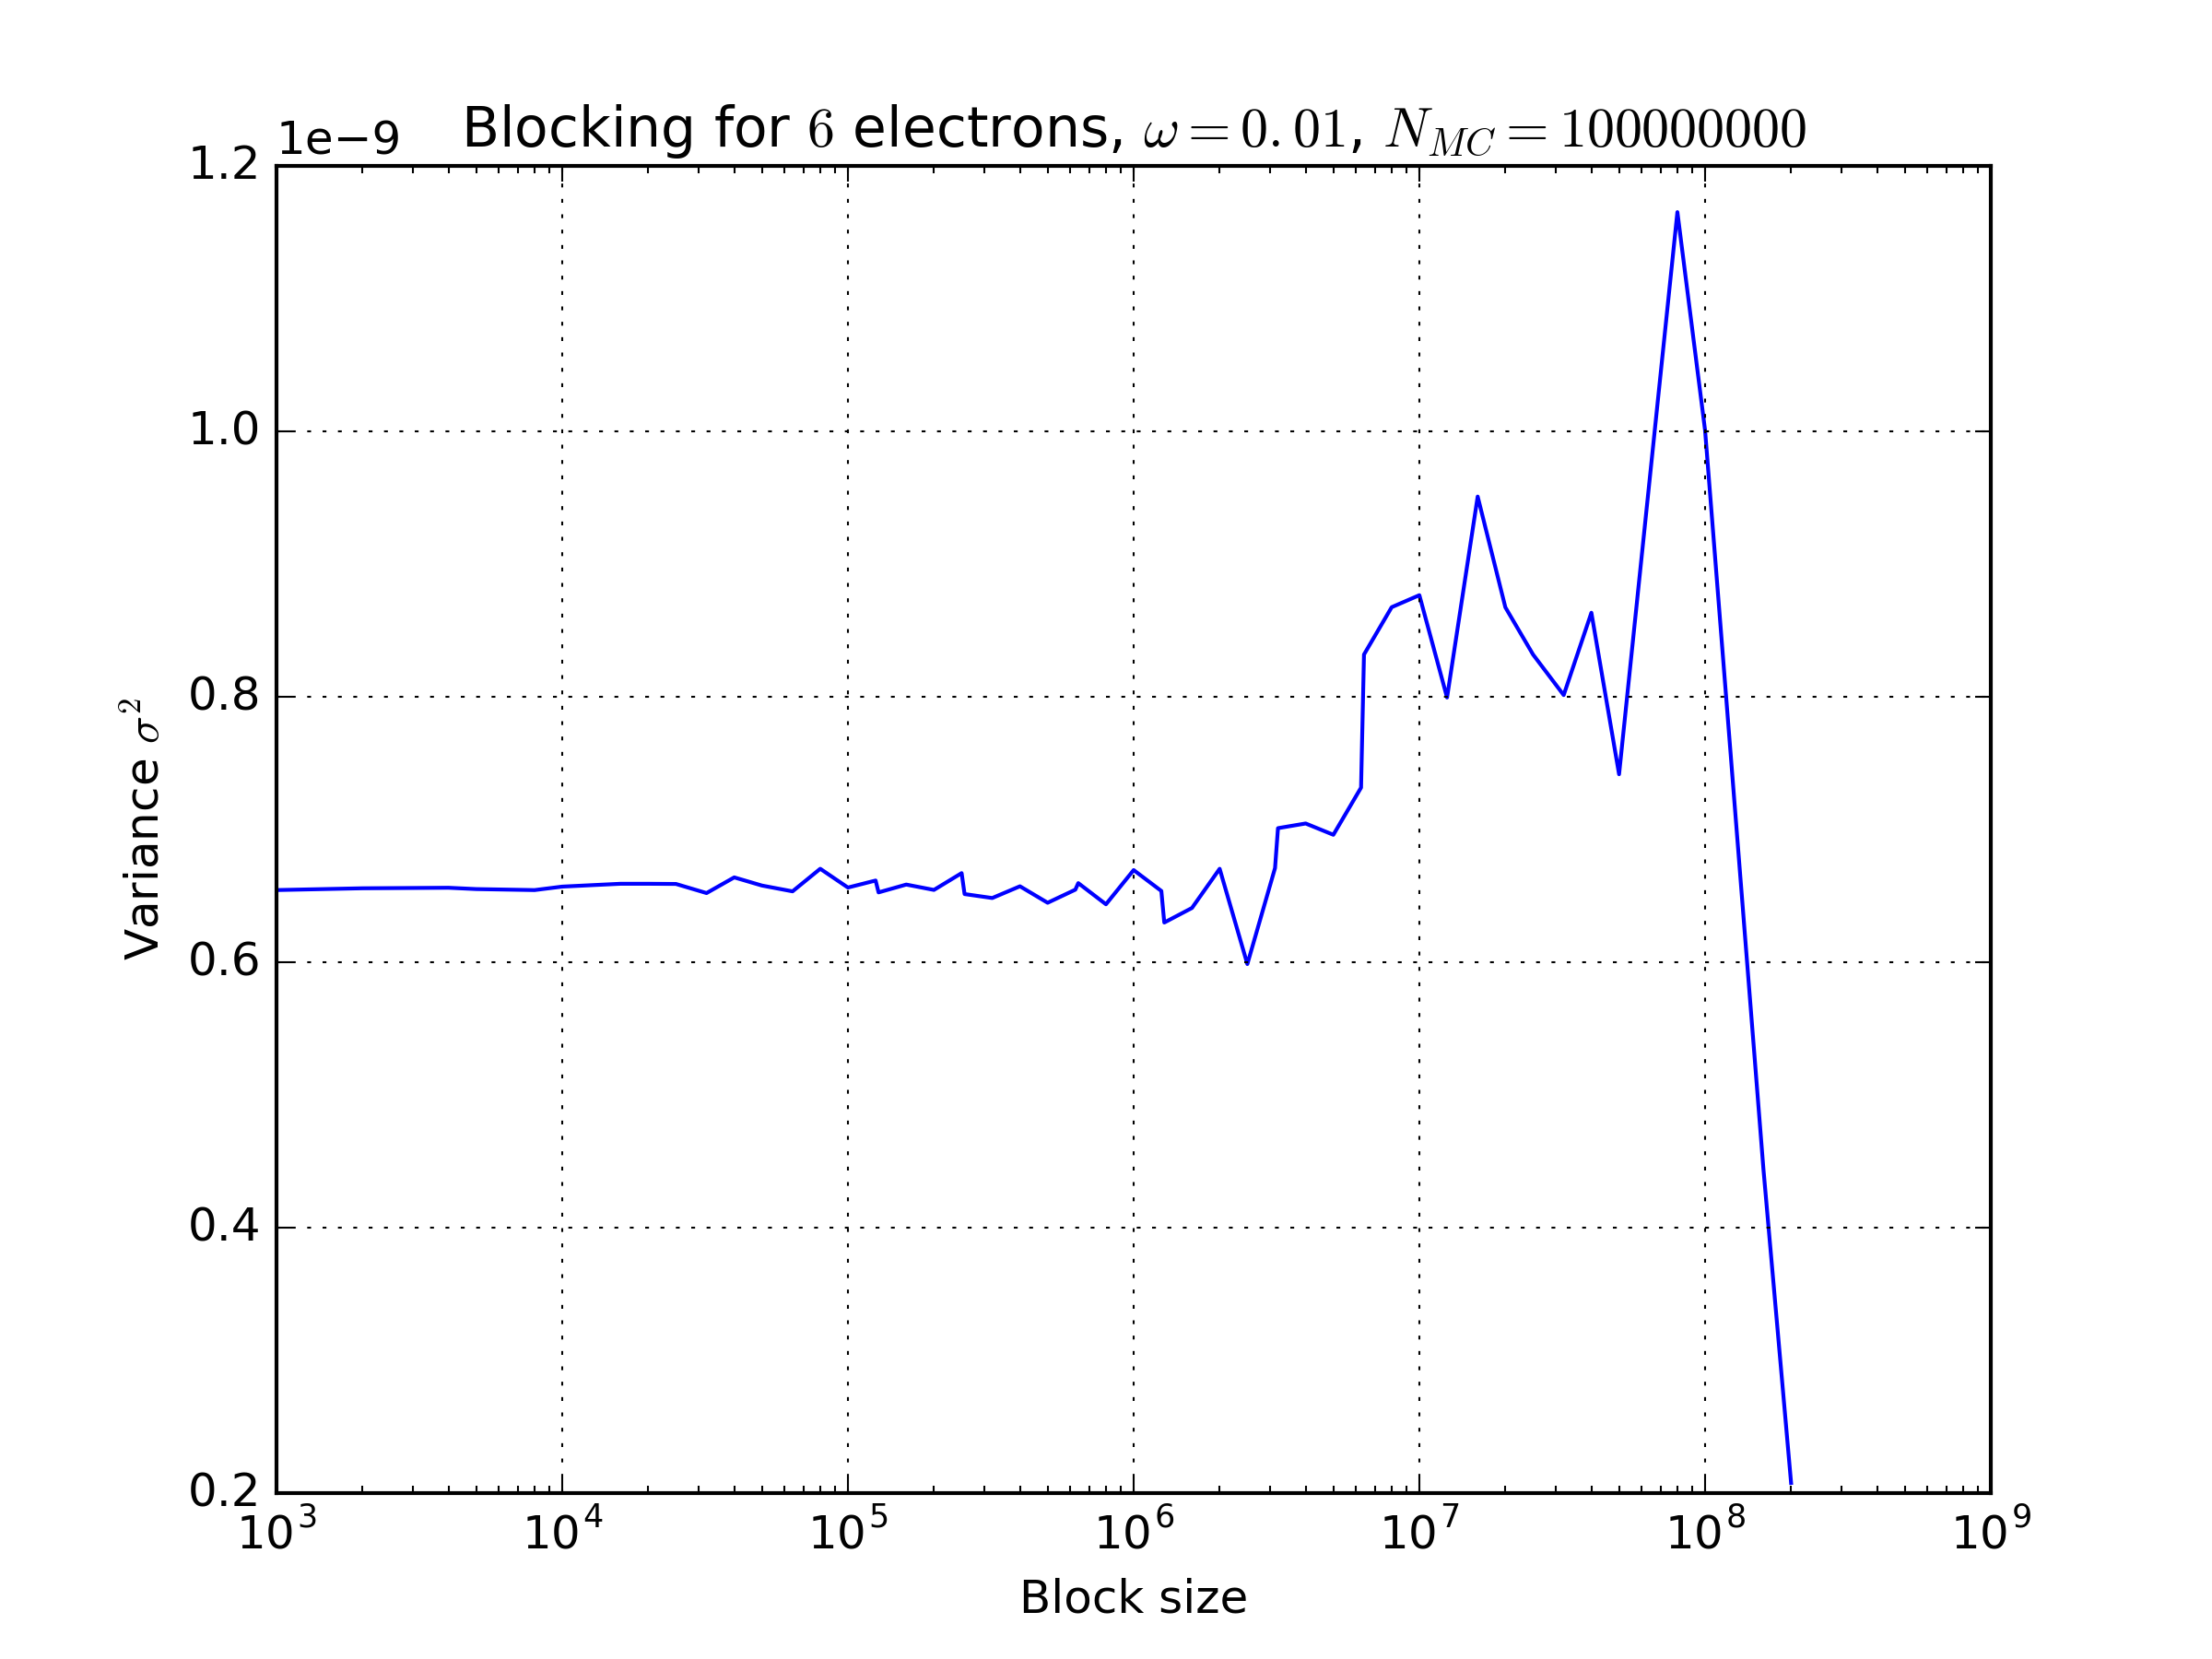 1e−9 Blocking for 6 electrons, ω = 0.01, N_MC = 100000000
1.2
1.0
0.8
0.6
0.4
0.2
Variance σ²
10³ 10⁴ 10⁵ 10⁶ 10⁷ 10⁸ 10⁹
Block size